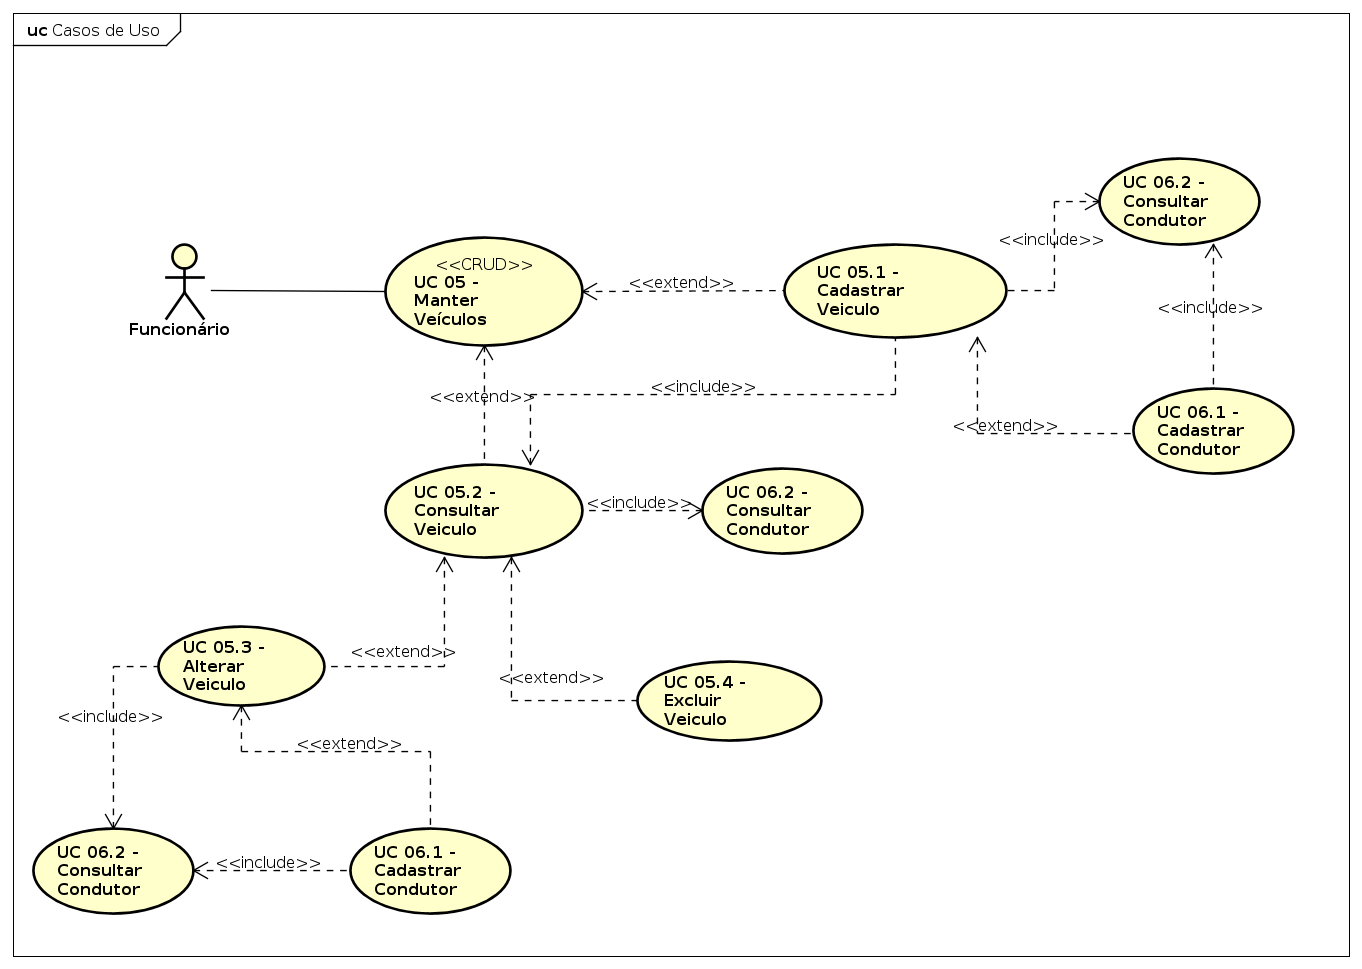 uc Casos de Uso
UC 06.2 -
Consultar
Condutor
<<include>>
<<CRUD>>
UC 05 -
Manter
Veículos
<<extend>>
UC 05.1 -
Cadastrar
Veiculo
<<include>>
Funcionário
<<include>>
<<extend>>
UC 06.1 -
Cadastrar
Condutor
<<extend>>
UC 05.2 -
Consultar
Veiculo
<<include>>
UC 06.2 -
Consultar
Condutor
UC 05.3 -
Alterar
Veiculo
<<extend>>
<<extend>>
UC 05.4 -
Excluir
Veiculo
<<include>>
<<extend>>
UC 06.2 -
Consultar
Condutor
<<include>>
UC 06.1 -
Cadastrar
Condutor